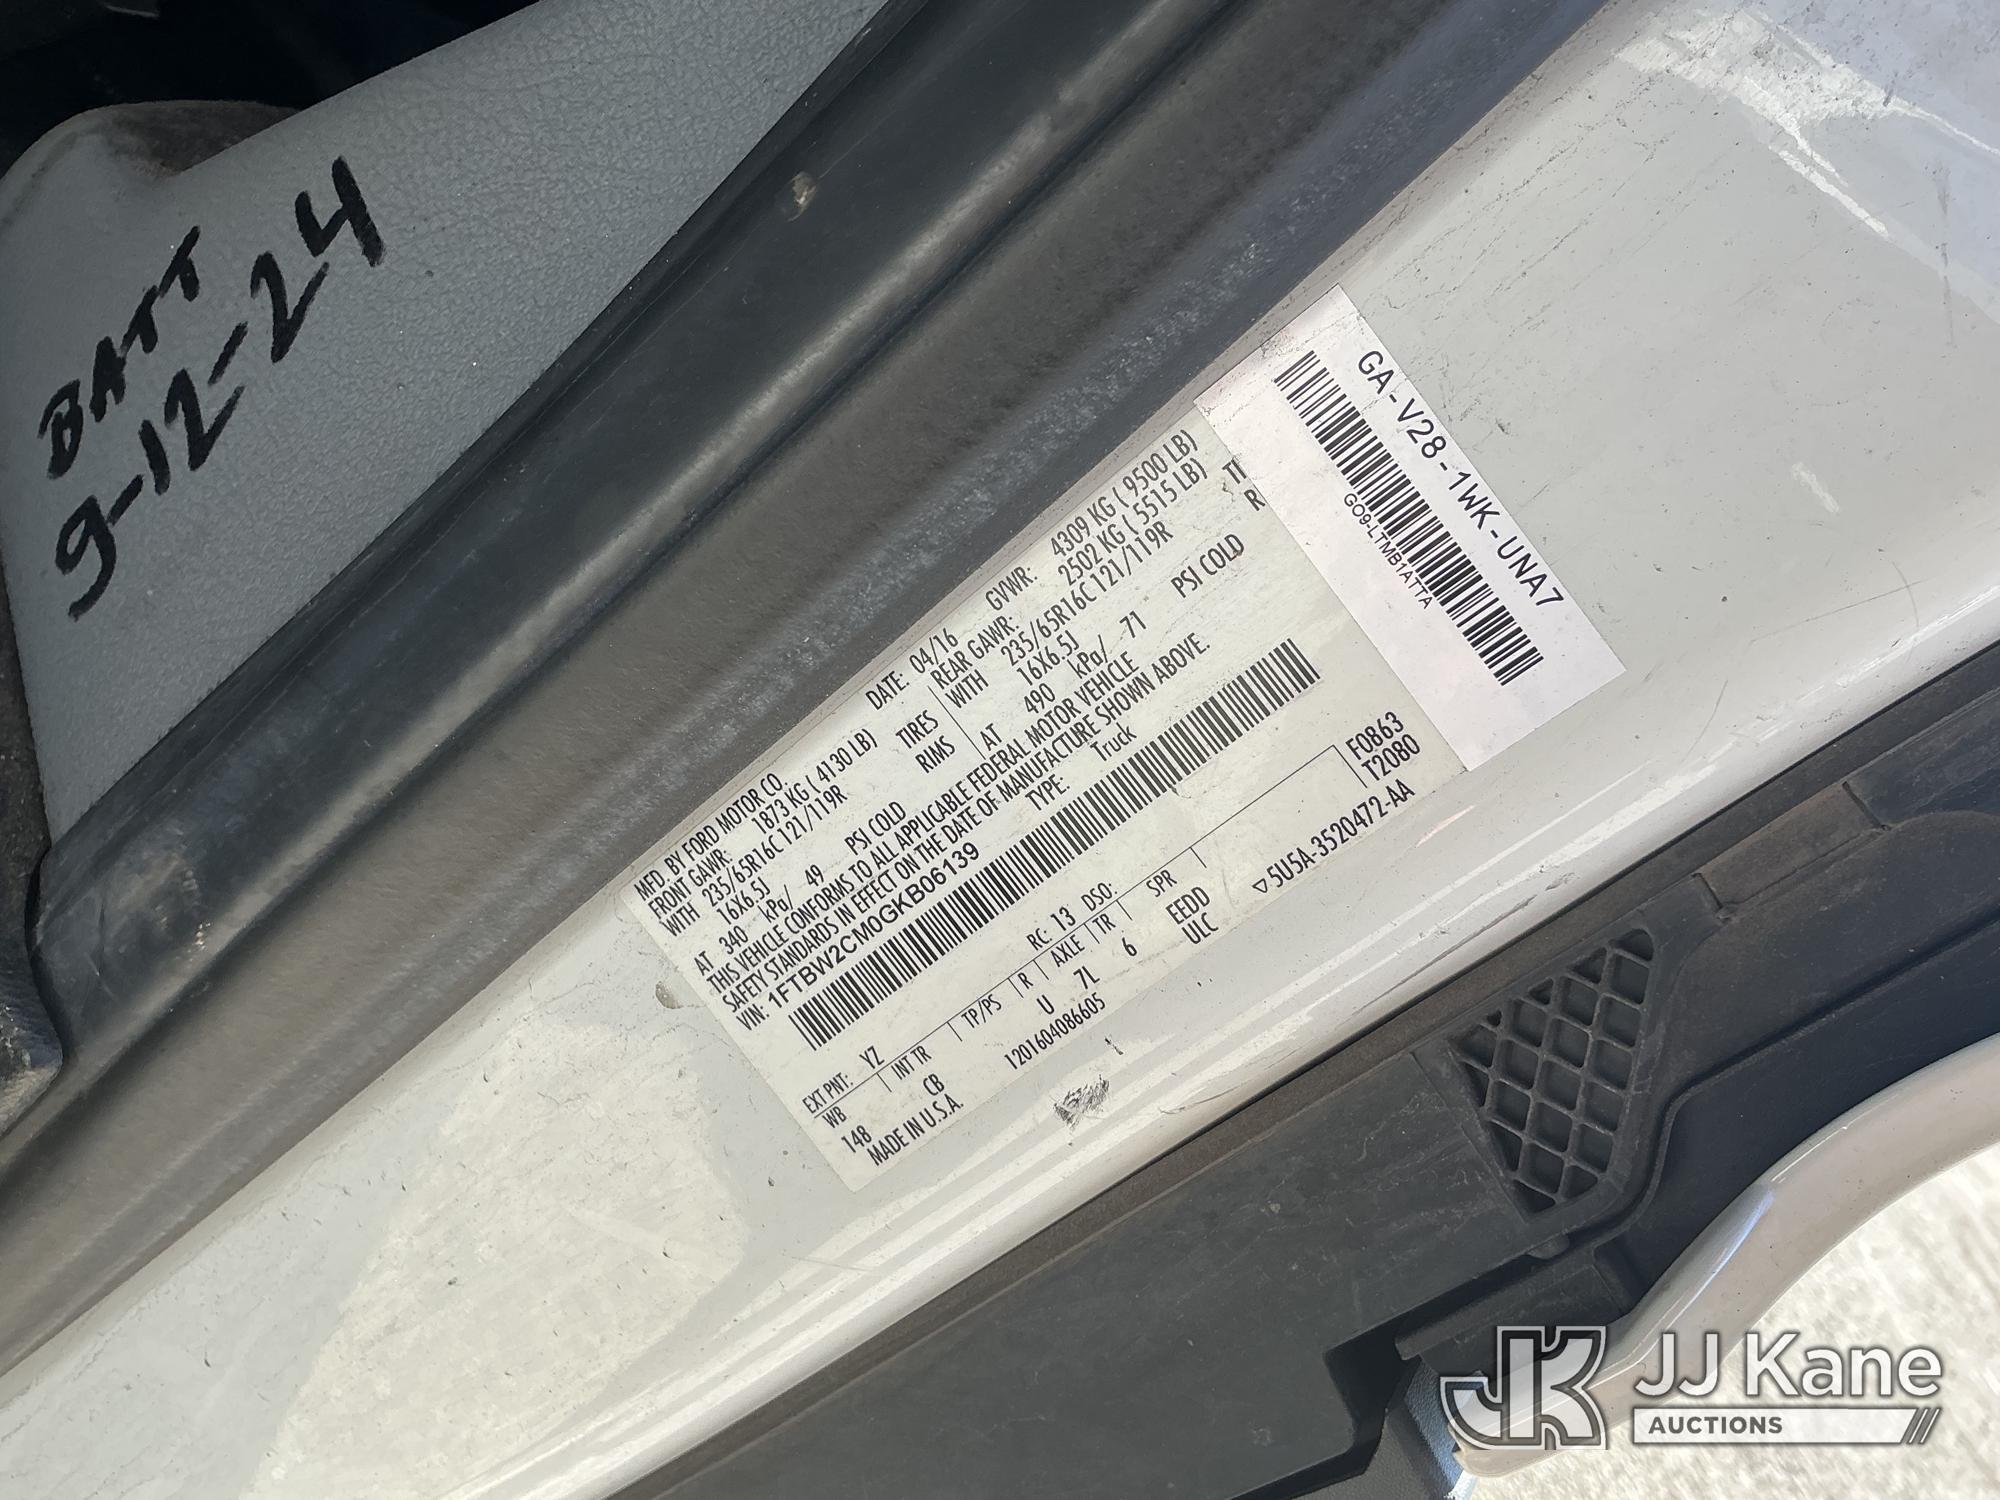 BATT
9-12-24
GA-V28-1WK-UNA7
GO9-LTMB1ATTA
MFD. BY FORD MOTOR CO.
DATE: 04/16 GVWR: 4309 KG ( 9500 LB)
FRONT GAWR: 1873 KG ( 4130 LB) REAR GAWR: 2502 KG ( 5515 LB)
WITH 235/65R16C 121/119R TIRES WITH 235/65R16C 121/119R
16X6.5J RIMS 16X6.5J
AT 340 kPa/ 49 PSI COLD AT 490 kPa/ 71 PSI COLD
THIS VEHICLE CONFORMS TO ALL APPLICABLE FEDERAL MOTOR VEHICLE
SAFETY STANDARDS IN EFFECT ON THE DATE OF MANUFACTURE SHOWN ABOVE.
VIN: 1FTBW2CM0GKB06139 TYPE: Truck
F0863
T2080
EXT PNT: YZ RC: 13 DSO:
WB INT TR TP/PS R AXLE TR SPR
148 CB U 7L 6 EEDD
ULC
MADE IN U.S.A. 1201604086605
5U5A-3520472-AA
JK JJ Kane
AUCTIONS